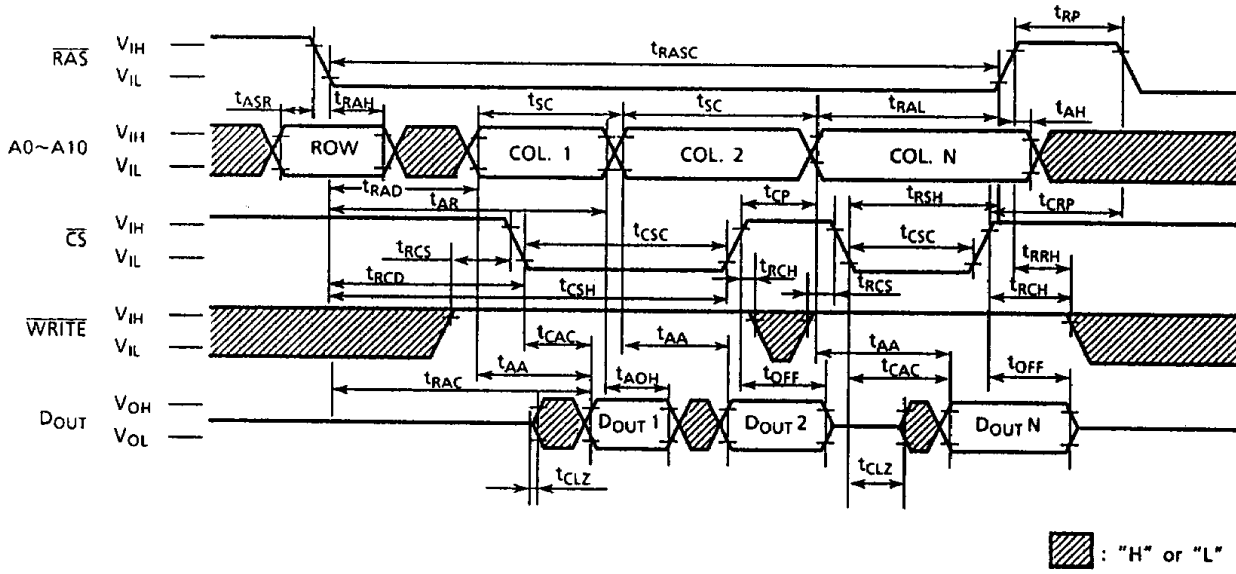 tRP
RAS
VIH
VIL
tRASC
tASR
tRAH
tSC
tSC
tRAL
tAH
A0~A10
VIH
VIL
ROW
COL. 1
COL. 2
COL. N
tRAD
tAR
tCP
tRSH
tCRP
CS
VIH
VIL
tCSC
tCSC
tRCS
tRCD
tCSH
tRCH
tRCS
tRRH
tRCH
WRITE
VIH
VIL
tCAC
tAA
tAA
tAA
tRAC
tAOH
tOFF
tCAC
tOFF
DOUT
VOH
VOL
DOUT 1
DOUT 2
DOUT N
tCLZ
tCLZ
: "H" or "L"